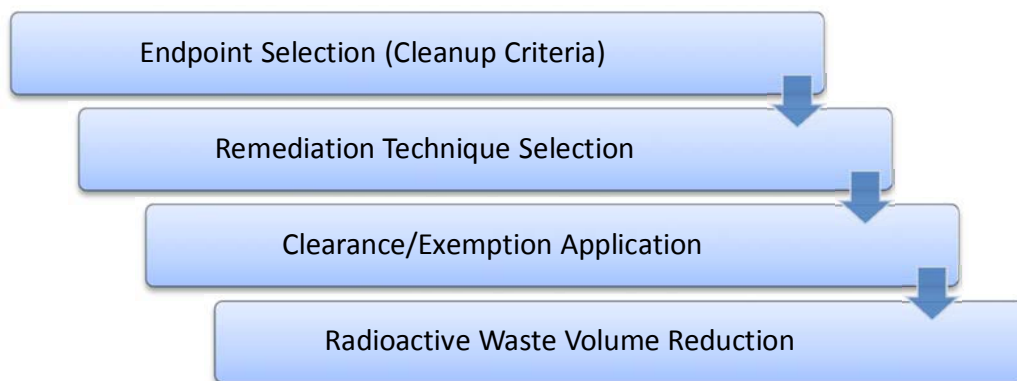 Endpoint Selection (Cleanup Criteria)
Remediation Technique Selection
Clearance/Exemption Application
Radioactive Waste Volume Reduction